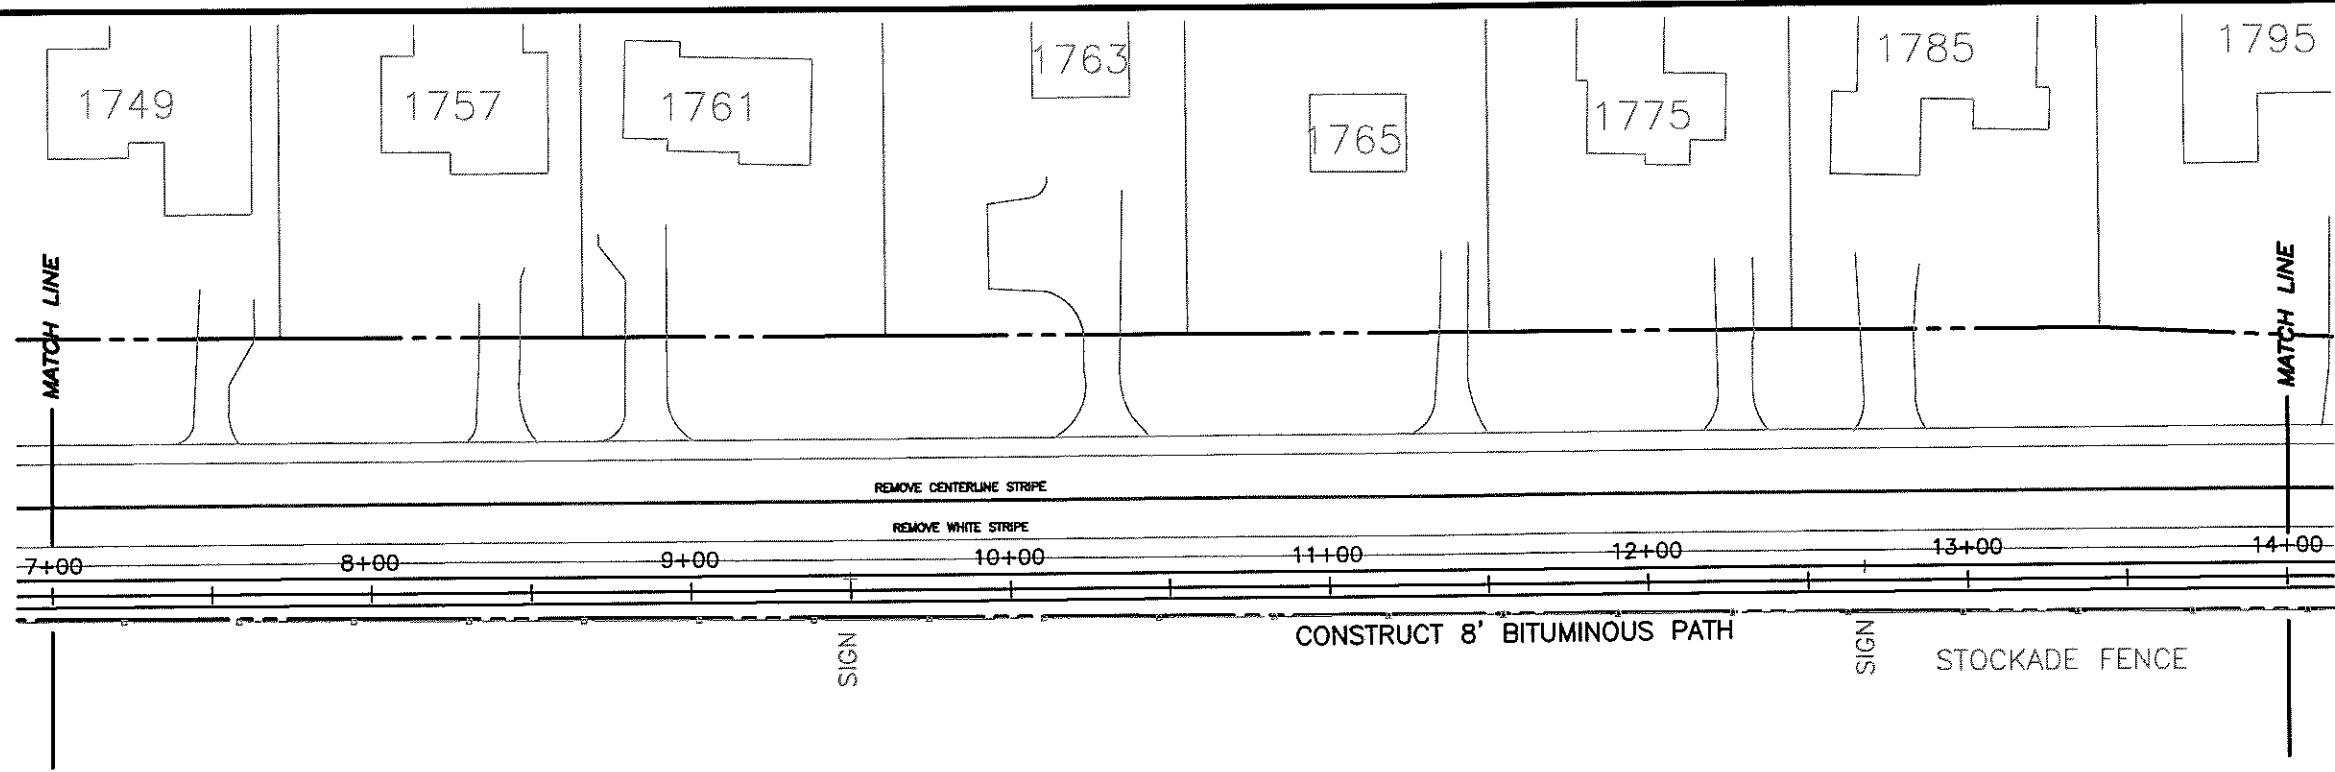 1749
1757
1761
1763
1765
1775
1785
1795
MATCH LINE
MATCH LINE
REMOVE CENTERLINE STRIPE
REMOVE WHITE STRIPE
7+00
8+00
9+00
10+00
11+00
12+00
13+00
14+00
CONSTRUCT 8' BITUMINOUS PATH
SIGN
SIGN
STOCKADE FENCE